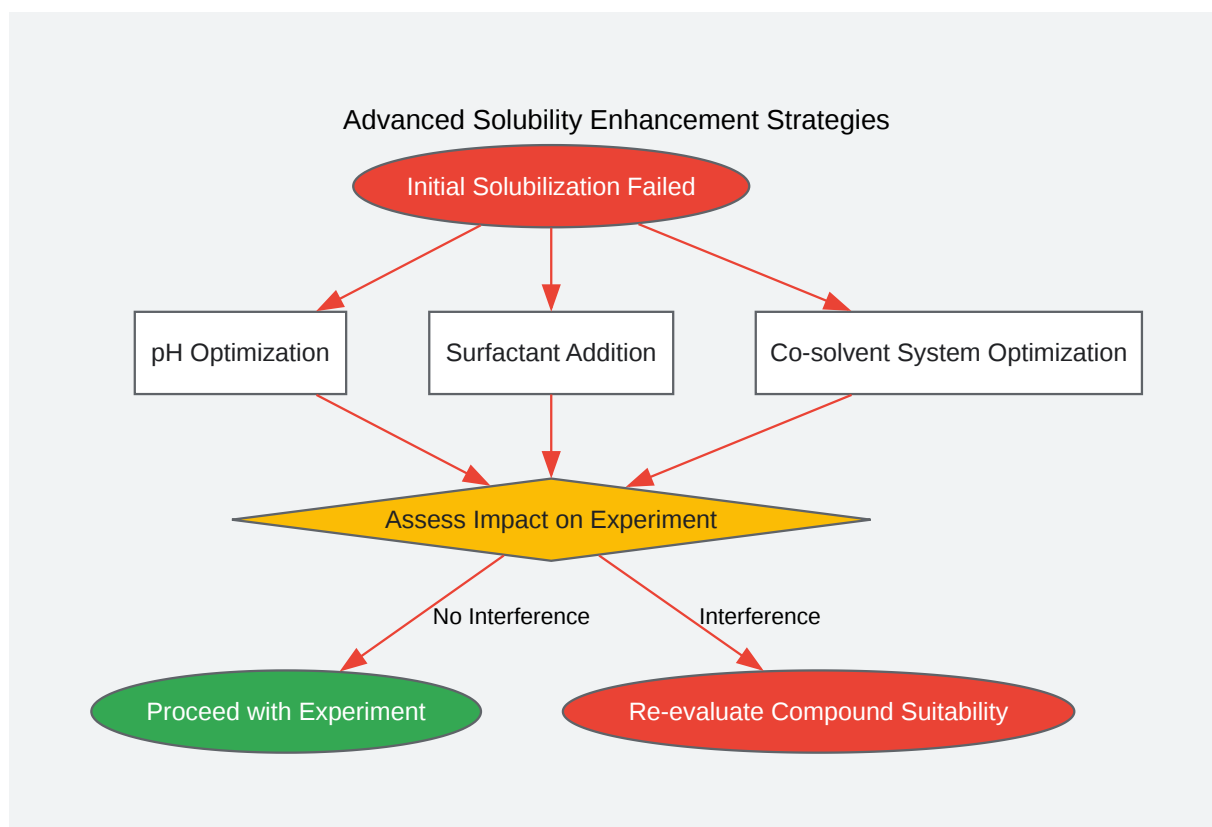 Advanced Solubility Enhancement Strategies
Initial Solubilization Failed
pH Optimization
Surfactant Addition
Co-solvent System Optimization
Assess Impact on Experiment
No Interference
Interference
Proceed with Experiment
Re-evaluate Compound Suitability